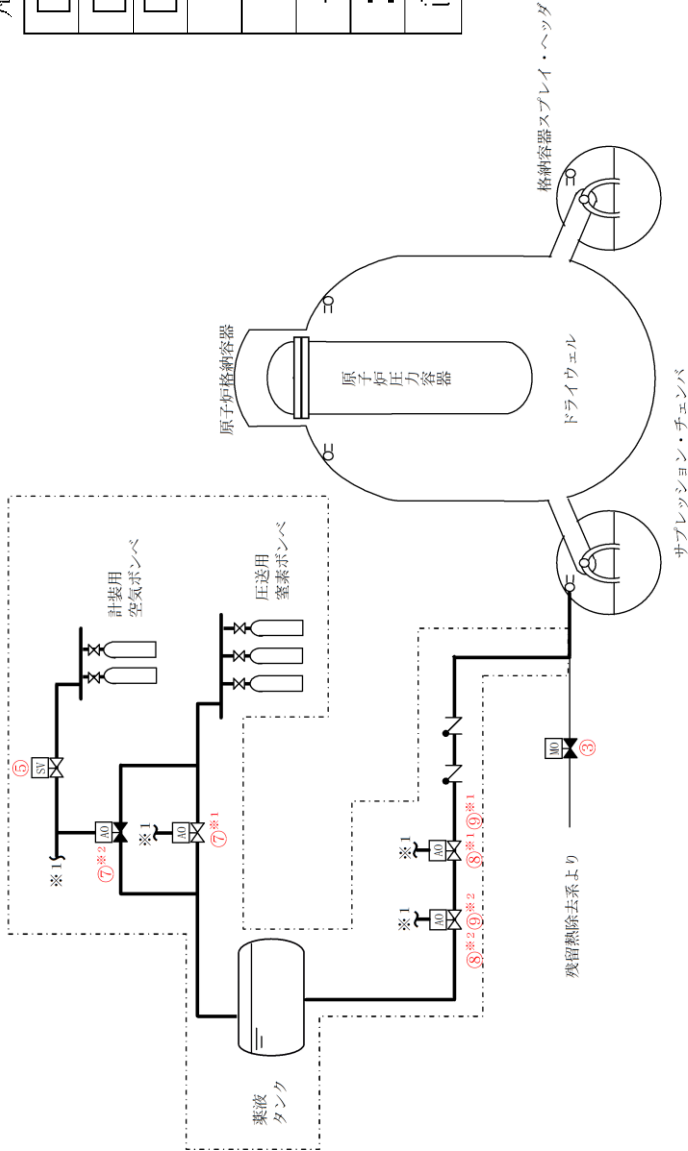 格納容器スプレイ・ヘッダ
原子炉格納容器
原子炉圧力容器
ドライウェル
サプレッション・チェンバ
計装用
空気ボンベ
圧送用
窒素ボンベ
⑤
SV
※1
AO
⑦※2
※1
AO
⑦※1
※1
AO
⑧※1⑨※1
※1
AO
⑧※2⑨※2
MO
③
残留熱除去系より
薬液
タンク